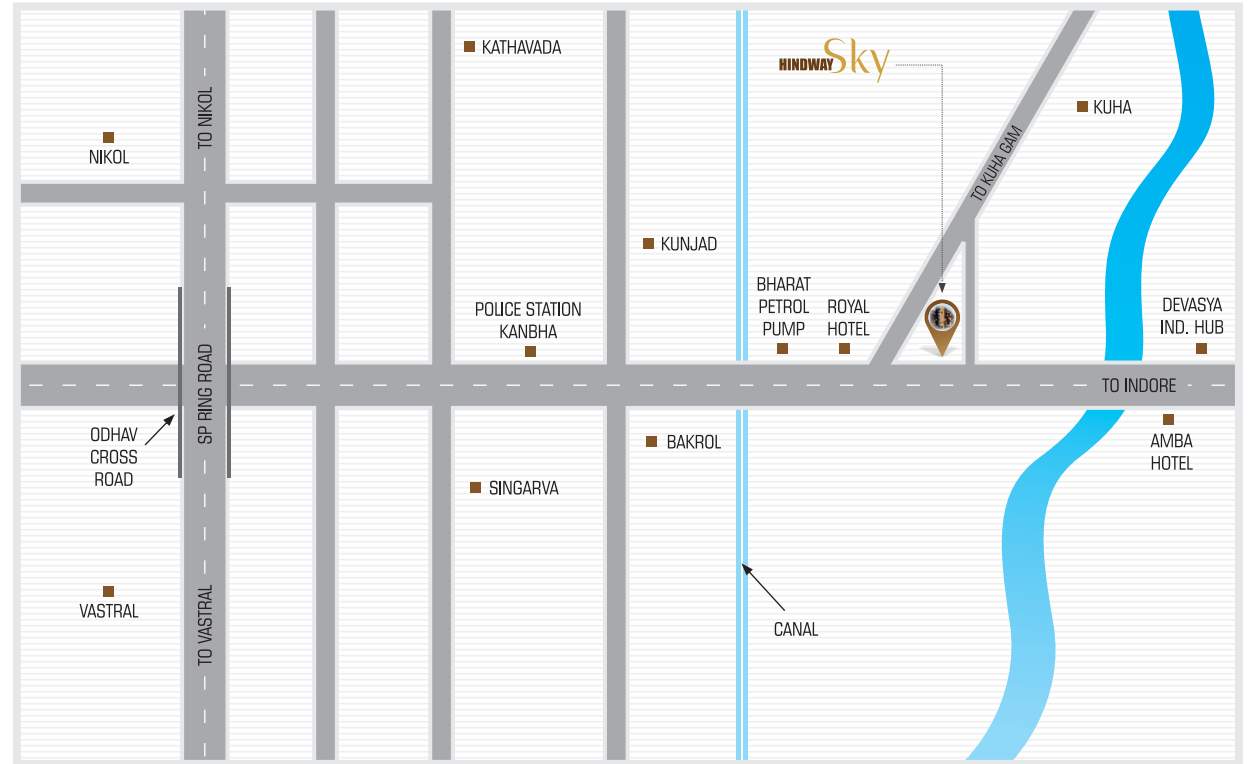 KATHAVADA
HINDWAY Sky
TO NIKOL
KUHA
NIKOL
TO KUHA GAM
KUNJAD
BHARAT
PETROL
PUMP
ROYAL
HOTEL
POLICE STATION
KANBHA
DEVASYA
IND. HUB
SP RING ROAD
TO INDORE
ODHAV
CROSS
ROAD
BAKROL
AMBA
HOTEL
SINGARVA
VASTRAL
TO VASTRAL
CANAL